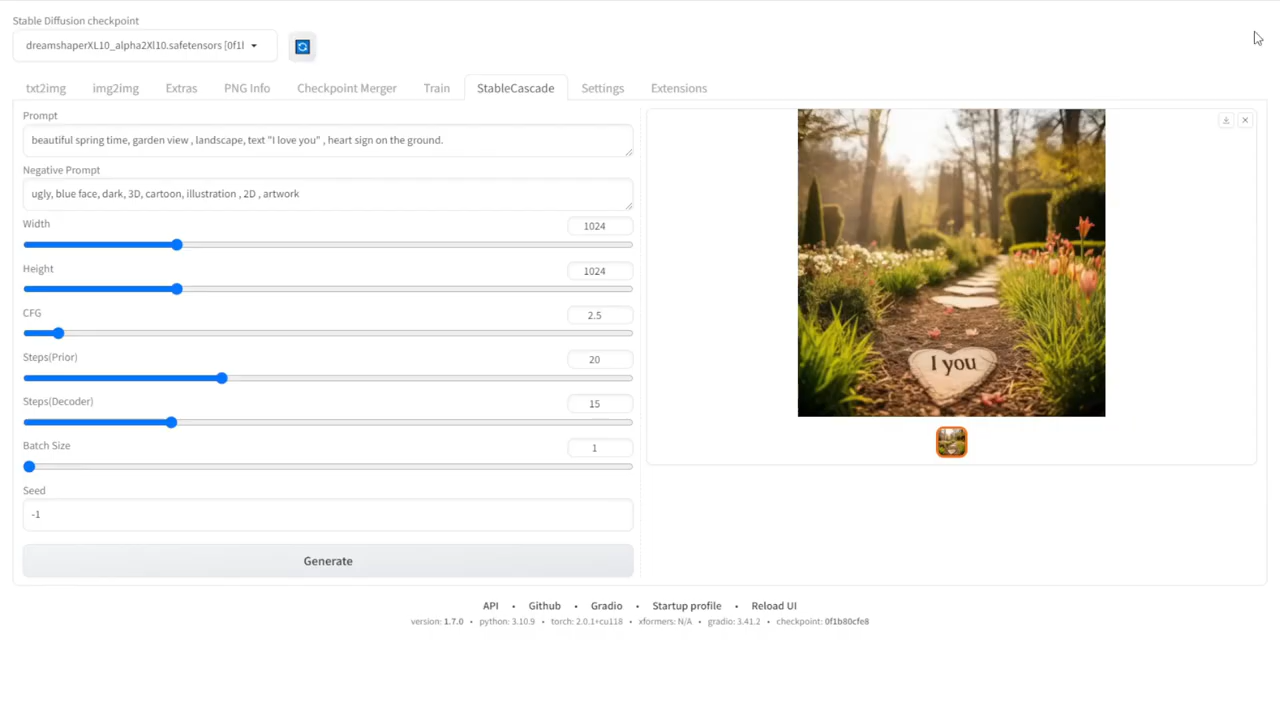 Stable Diffusion checkpoint
dreamshaperXL10_alpha2Xl10.safetensors [0f1l
txt2img img2img Extras PNG Info Checkpoint Merger Train StableCascade Settings Extensions
Prompt
beautiful spring time, garden view , landscape, text "I love you" , heart sign on the ground.
Negative Prompt
ugly, blue face, dark, 3D, cartoon, illustration , 2D , artwork
Width 1024
Height 1024
CFG 2.5
Steps(Prior) 20
Steps(Decoder) 15
Batch Size 1
Seed
-1
Generate
I you
API • Github • Gradio • Startup profile • Reload UI
version: 1.7.0 • python: 3.10.9 • torch: 2.0.1+cu118 • xformers: N/A • gradio: 3.41.2 • checkpoint: 0f1b80cfe8